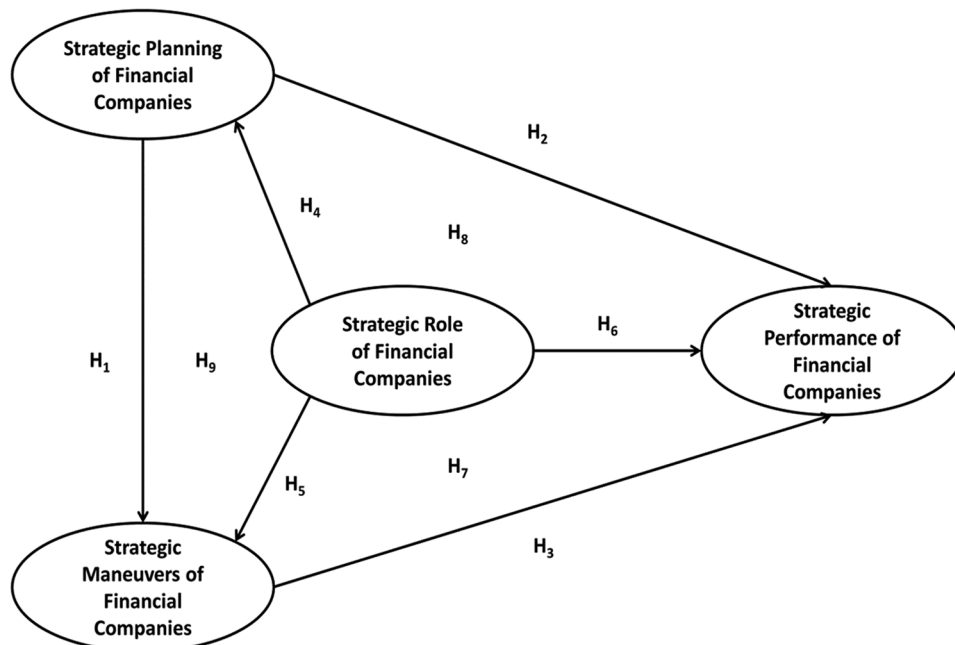 Strategic Planning
of Financial
Companies
H₂
H₄
H₈
Strategic Role
of Financial
Companies
H₆
Strategic
Performance of
Financial
Companies
H₁
H₉
H₇
H₅
H₃
Strategic
Maneuvers of
Financial
Companies